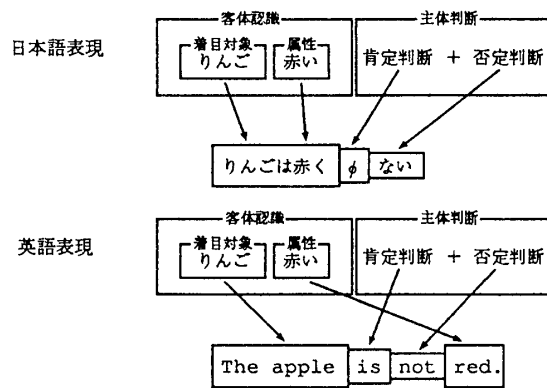 日本語表現
客体認識 主体判断
着目対象 属性
りんご 赤い 肯定判断 + 否定判断
りんごは赤く φ ない
英語表現
客体認識 主体判断
着目対象 属性
りんご 赤い 肯定判断 + 否定判断
The apple is not red.